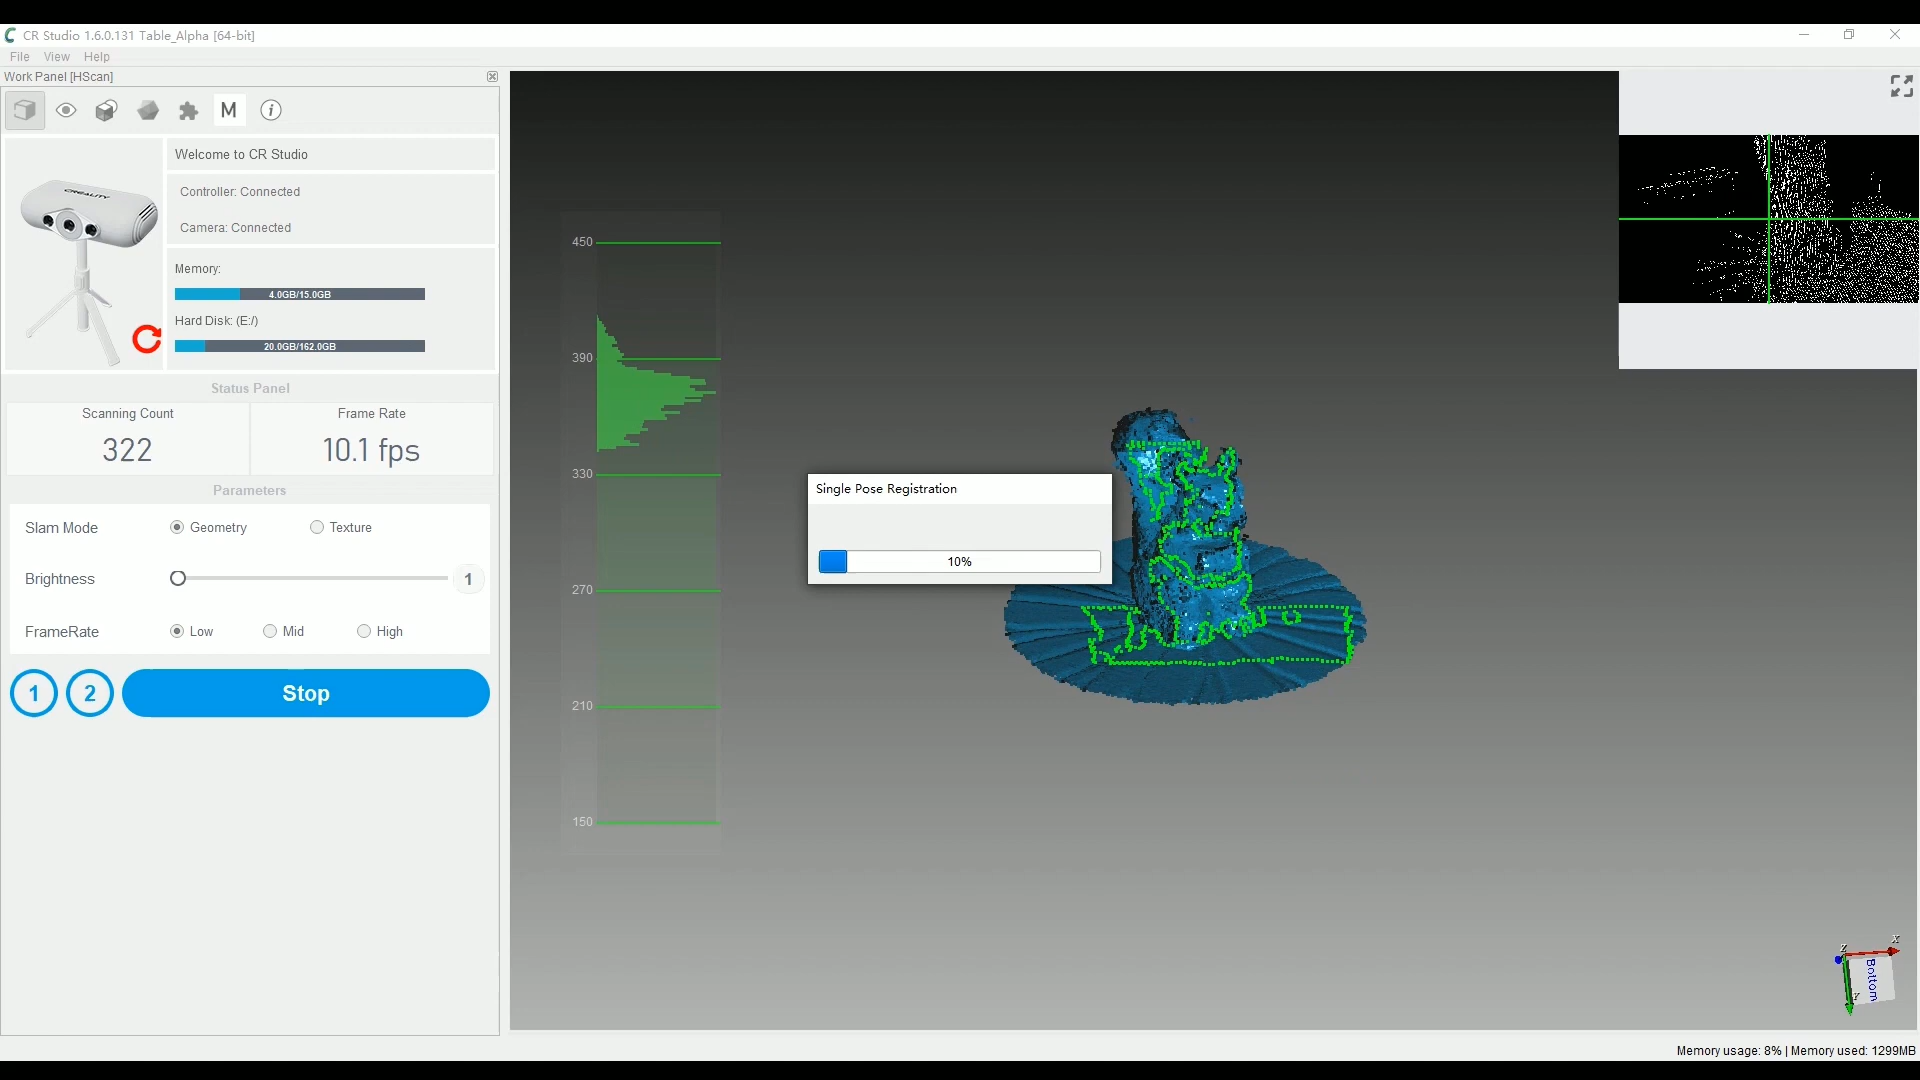 CR Studio 1.6.0.131 Table_Alpha [64-bit]
File View Help
Work Panel [HScan]
M
i
CREALITY
Welcome to CR Studio
Controller: Connected
Camera: Connected
Memory:
4.0GB/15.0GB
Hard Disk: (E:/)
20.0GB/162.0GB
Status Panel
Scanning Count
322
Frame Rate
10.1 fps
Parameters
Slam Mode
Geometry
Texture
Brightness
1
FrameRate
Low
Mid
High
1
2
Stop
450
390
330
270
210
150
Single Pose Registration
10%
Z
X
Y
Bottom
Memory usage: 8% | Memory used: 1299MB